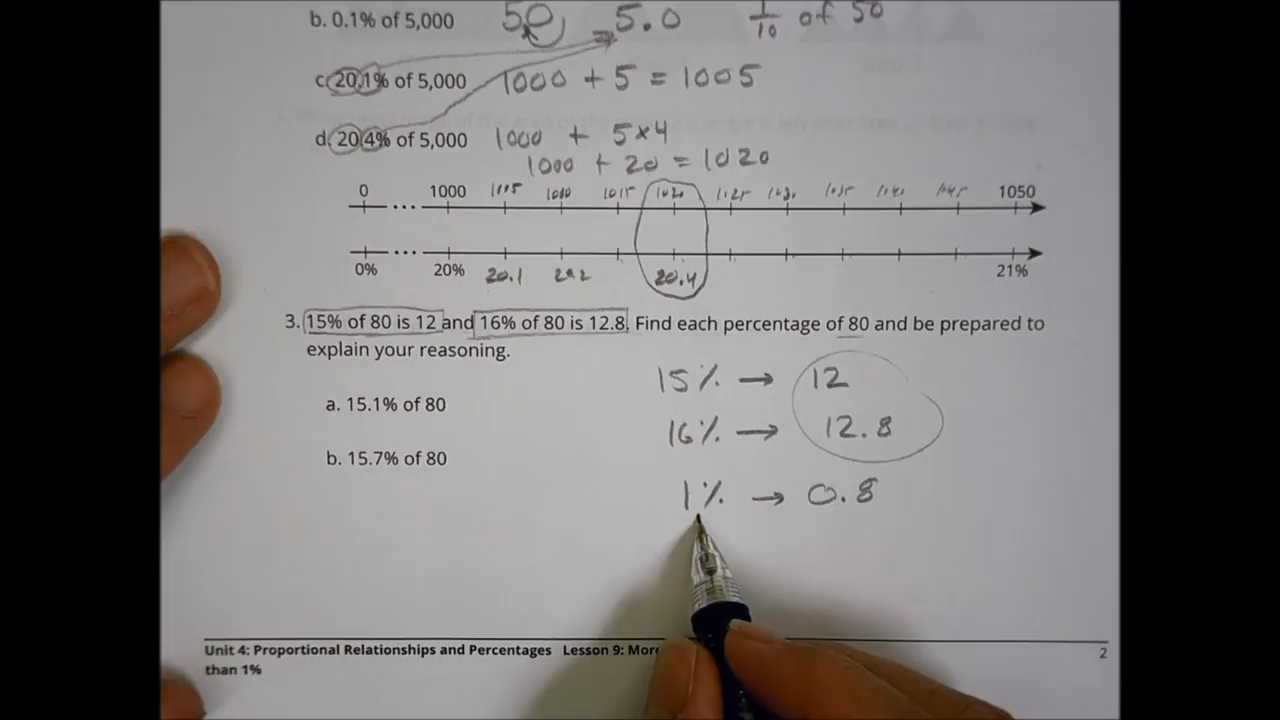 b. 0.1% of 5,000 50 5.0 1/10 of 50
c. 20.1% of 5,000 1000 + 5 = 1005
d. 20.4% of 5,000 1000 + 5×4
1000 + 20 = 1020
0 ... 1000 1005 1010 1015 1020 1025 1030 1035 1040 1045 1050
...
0% 20% 20.1 20.2 20.4 21%
3. 15% of 80 is 12 and 16% of 80 is 12.8. Find each percentage of 80 and be prepared to
explain your reasoning.
15% → 12
a. 15.1% of 80
16% → 12.8
b. 15.7% of 80
1% → 0.8
Unit 4: Proportional Relationships and Percentages Lesson 9: 2
than 1%